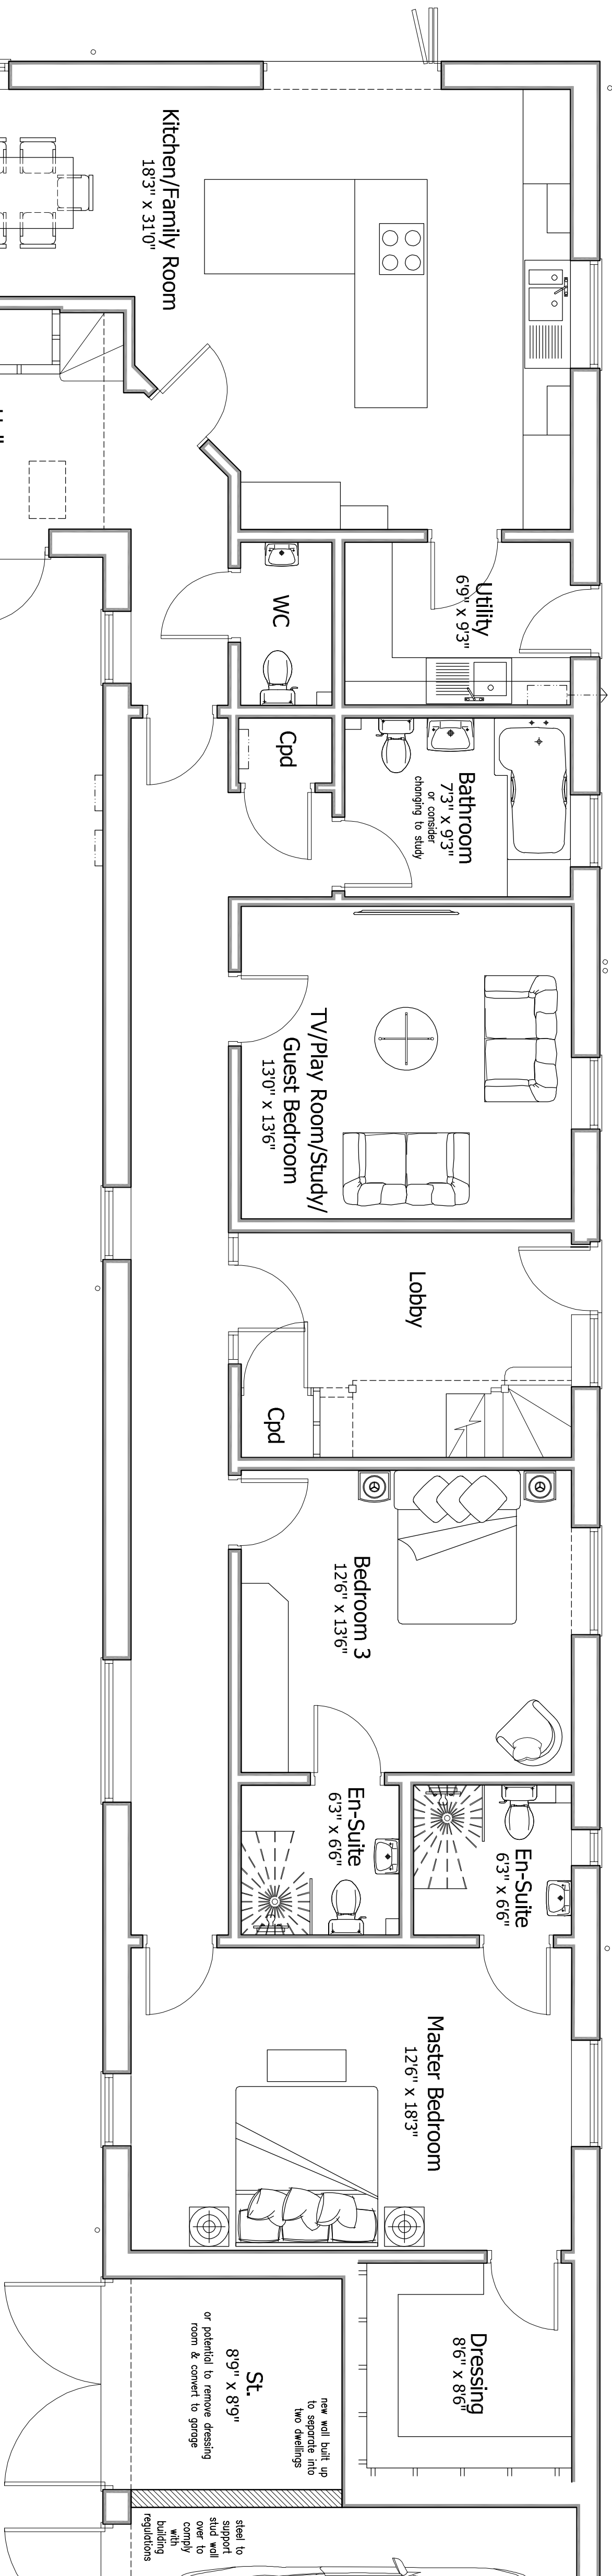 Kitchen/Family Room
18'3" x 31'0"
WC
Utility
6'9" x 9'3"
Cpd
Bathroom
7'3" x 9'3"
or consider
changing to study
TV/Play Room/Study/
Guest Bedroom
13'0" x 13'6"
Lobby
Cpd
Bedroom 3
12'6" x 13'6"
En-Suite
6'3" x 6'6"
En-Suite
6'3" x 6'6"
Master Bedroom
12'6" x 18'3"
Dressing
8'6" x 8'6"
St.
8'9" x 8'9"
or potential to remove dressing
room & convert to garage
new wall built up
to separate into
two dwellings
steel to
support
stud wall
over to
comply
with
building
regulations